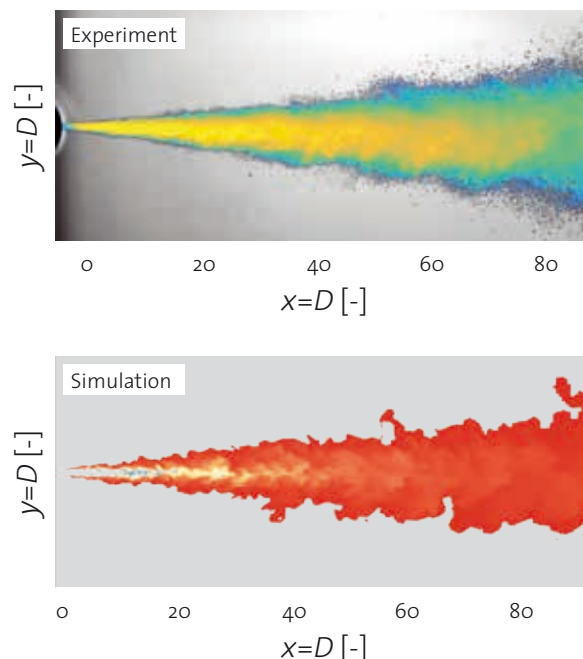 Experiment
y=D [-]
0 20 40 60 80
x=D [-]
Simulation
y=D [-]
0 20 40 60 80
x=D [-]